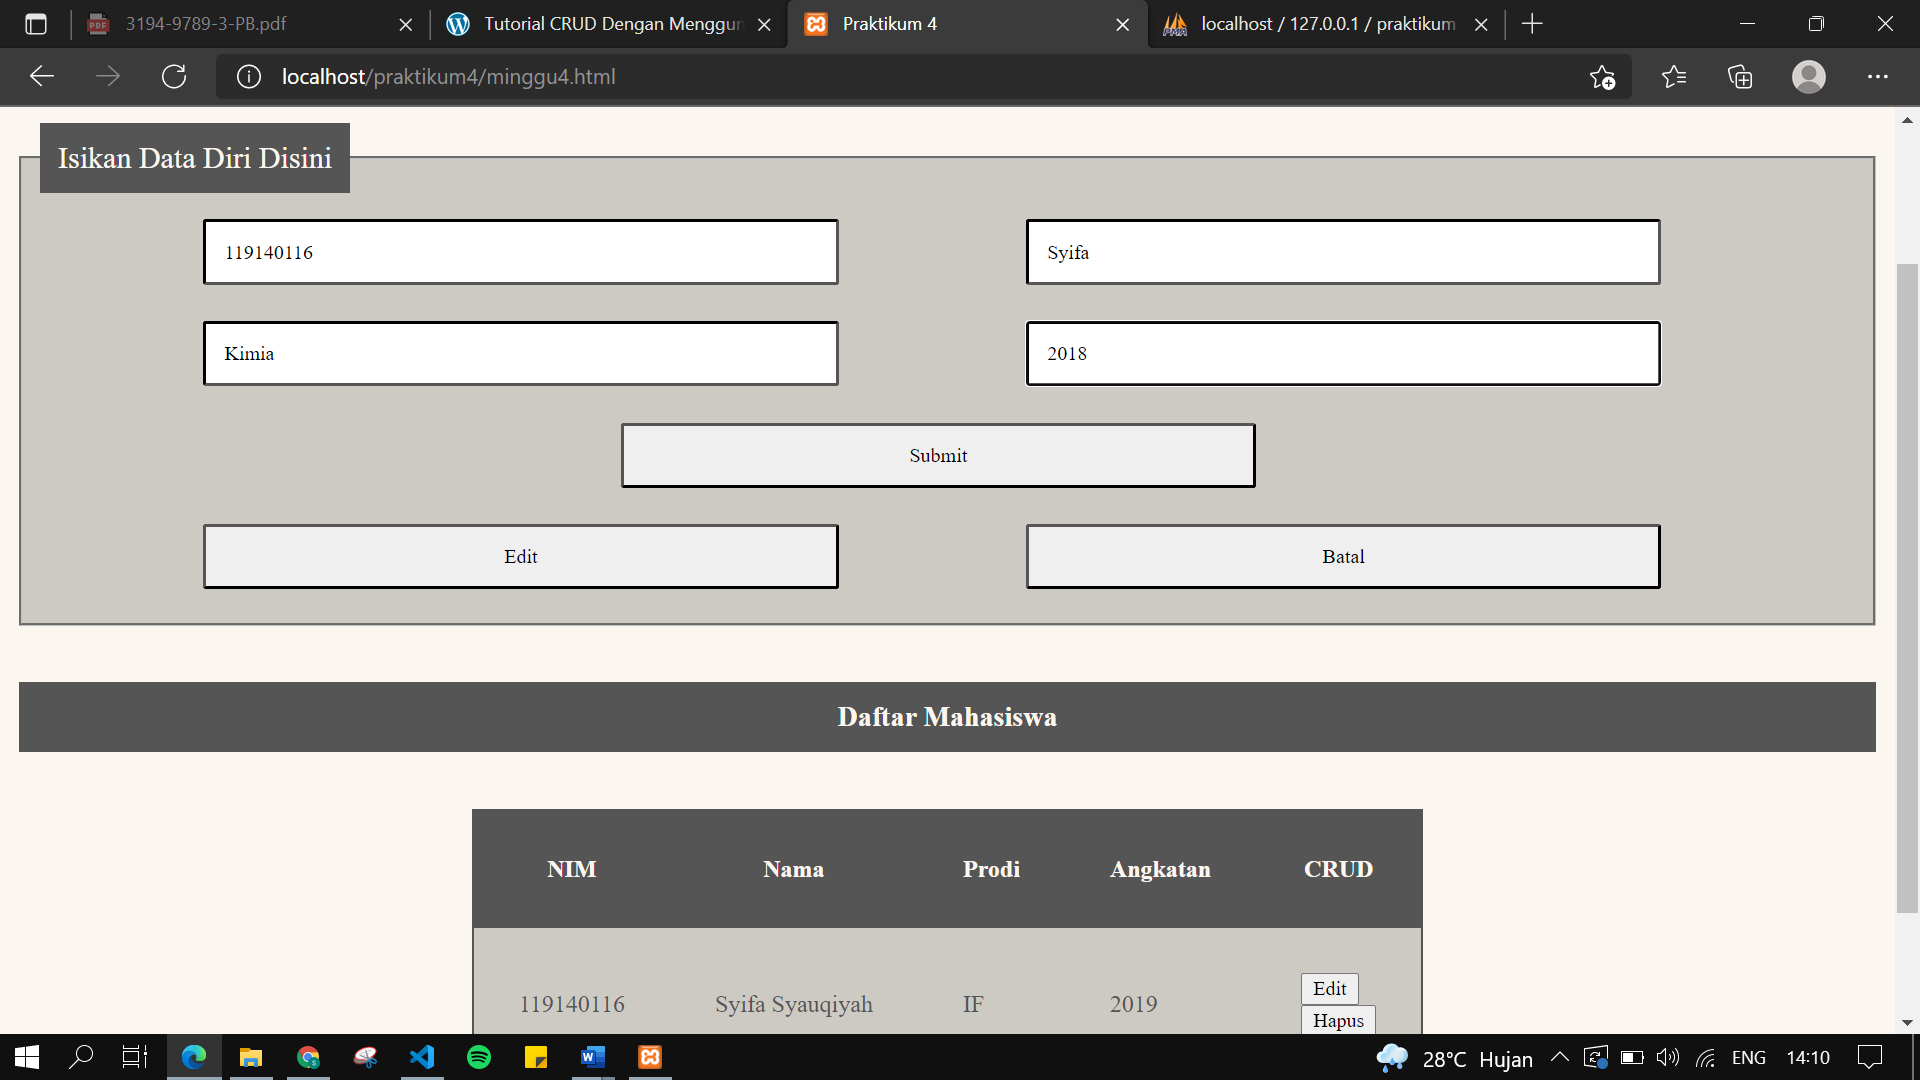 3194-9789-3-PB.pdf
Tutorial CRUD Dengan Menggun
Praktikum 4
localhost / 127.0.0.1 / praktikum
localhost/praktikum4/minggu4.html
Isikan Data Diri Disini
119140116 Syifa
Kimia 2018
Submit
Edit Batal
Daftar Mahasiswa
NIM Nama Prodi Angkatan CRUD
119140116 Syifa Syauqiyah IF 2019 Edit
Hapus
28°C Hujan ENG 14:10